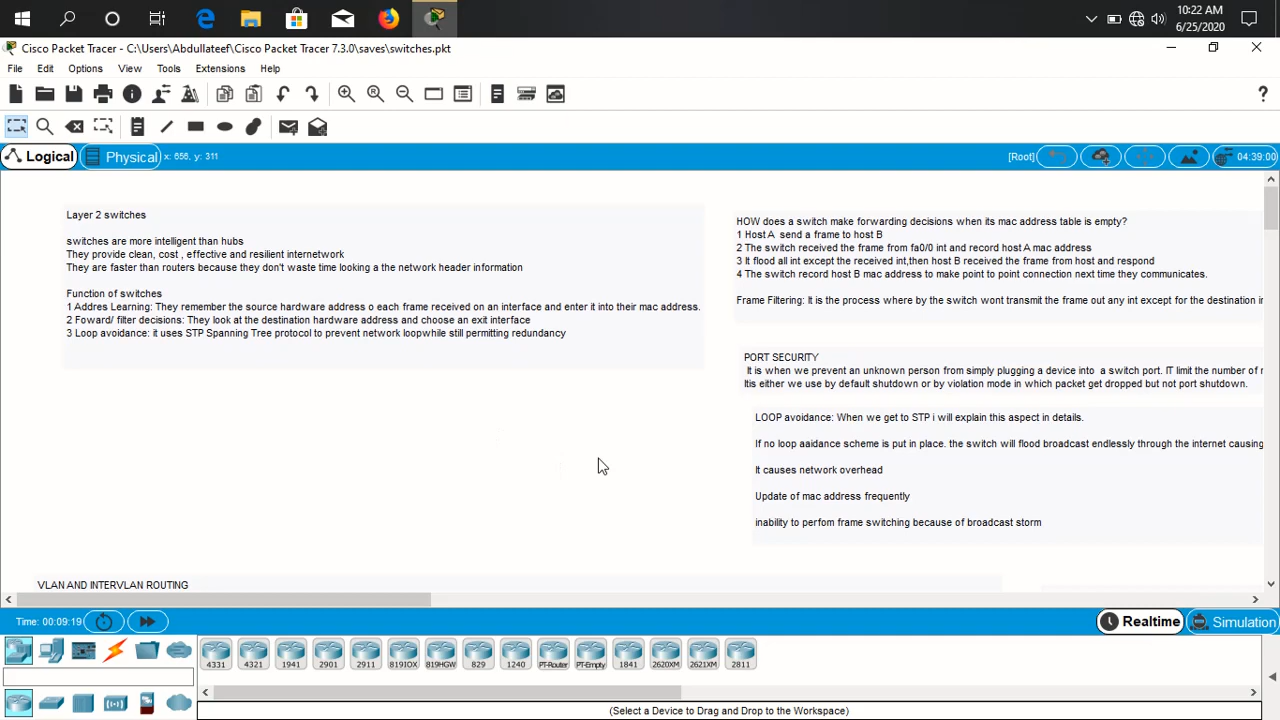 10:22 AM
6/25/2020
Cisco Packet Tracer - C:\Users\Abdullateef\Cisco Packet Tracer 7.3.0\saves\switches.pkt
File Edit Options View Tools Extensions Help
?
Logical Physical x: 656, y: 311 [Root] 04:39:00
Layer 2 switches
switches are more intelligent than hubs
They provide clean, cost , effective and resilient internetwork
They are faster than routers because they don't waste time looking a the network header information
Function of switches
1 Addres Learning: They remember the source hardware address o each frame received on an interface and enter it into their mac address.
2 Foward/ filter decisions: They look at the destination hardware address and choose an exit interface
3 Loop avoidance: it uses STP Spanning Tree protocol to prevent network loopwhile still permitting redundancy
HOW does a switch make forwarding decisions when its mac address table is empty?
1 Host A  send a frame to host B
2 The switch received the frame from fa0/0 int and record host A mac address
3 It flood all int except the received int,then host B received the frame from host and respond
4 The switch record host B mac address to make point to point connection next time they communicates.
Frame Filtering: It is the process where by the switch wont transmit the frame out any int except for the destination
PORT SECURITY
It is when we prevent an unknown person from simply plugging a device into  a switch port. IT limit the number of
Itis either we use by default shutdown or by violation mode in which packet get dropped but not port shutdown.
LOOP avoidance: When we get to STP i will explain this aspect in details.
If no loop aaidance scheme is put in place. the switch will flood broadcast endlessly through the internet causing
It causes network overhead
Update of mac address frequently
inability to perfom frame switching because of broadcast storm
VLAN AND INTERVLAN ROUTING
Time: 00:09:19 Realtime Simulation
4331 4321 1941 2901 2911 819IOX 819HGW 829 1240 PT-Router PT-Empty 1841 2620XM 2621XM 2811
(Select a Device to Drag and Drop to the Workspace)